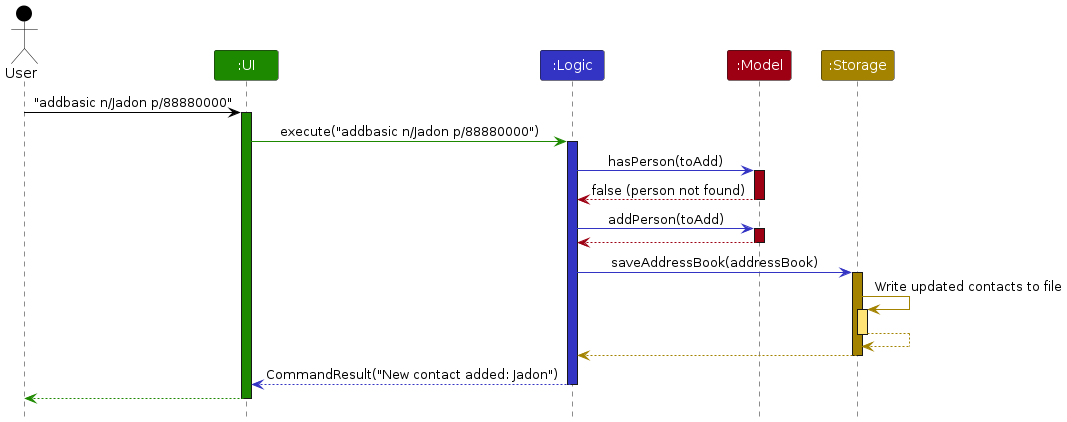 User
:UI
:Logic
:Model
:Storage
"addbasic n/Jadon p/88880000"
execute("addbasic n/Jadon p/88880000")
hasPerson(toAdd)
false (person not found)
addPerson(toAdd)
saveAddressBook(addressBook)
Write updated contacts to file
CommandResult("New contact added: Jadon")